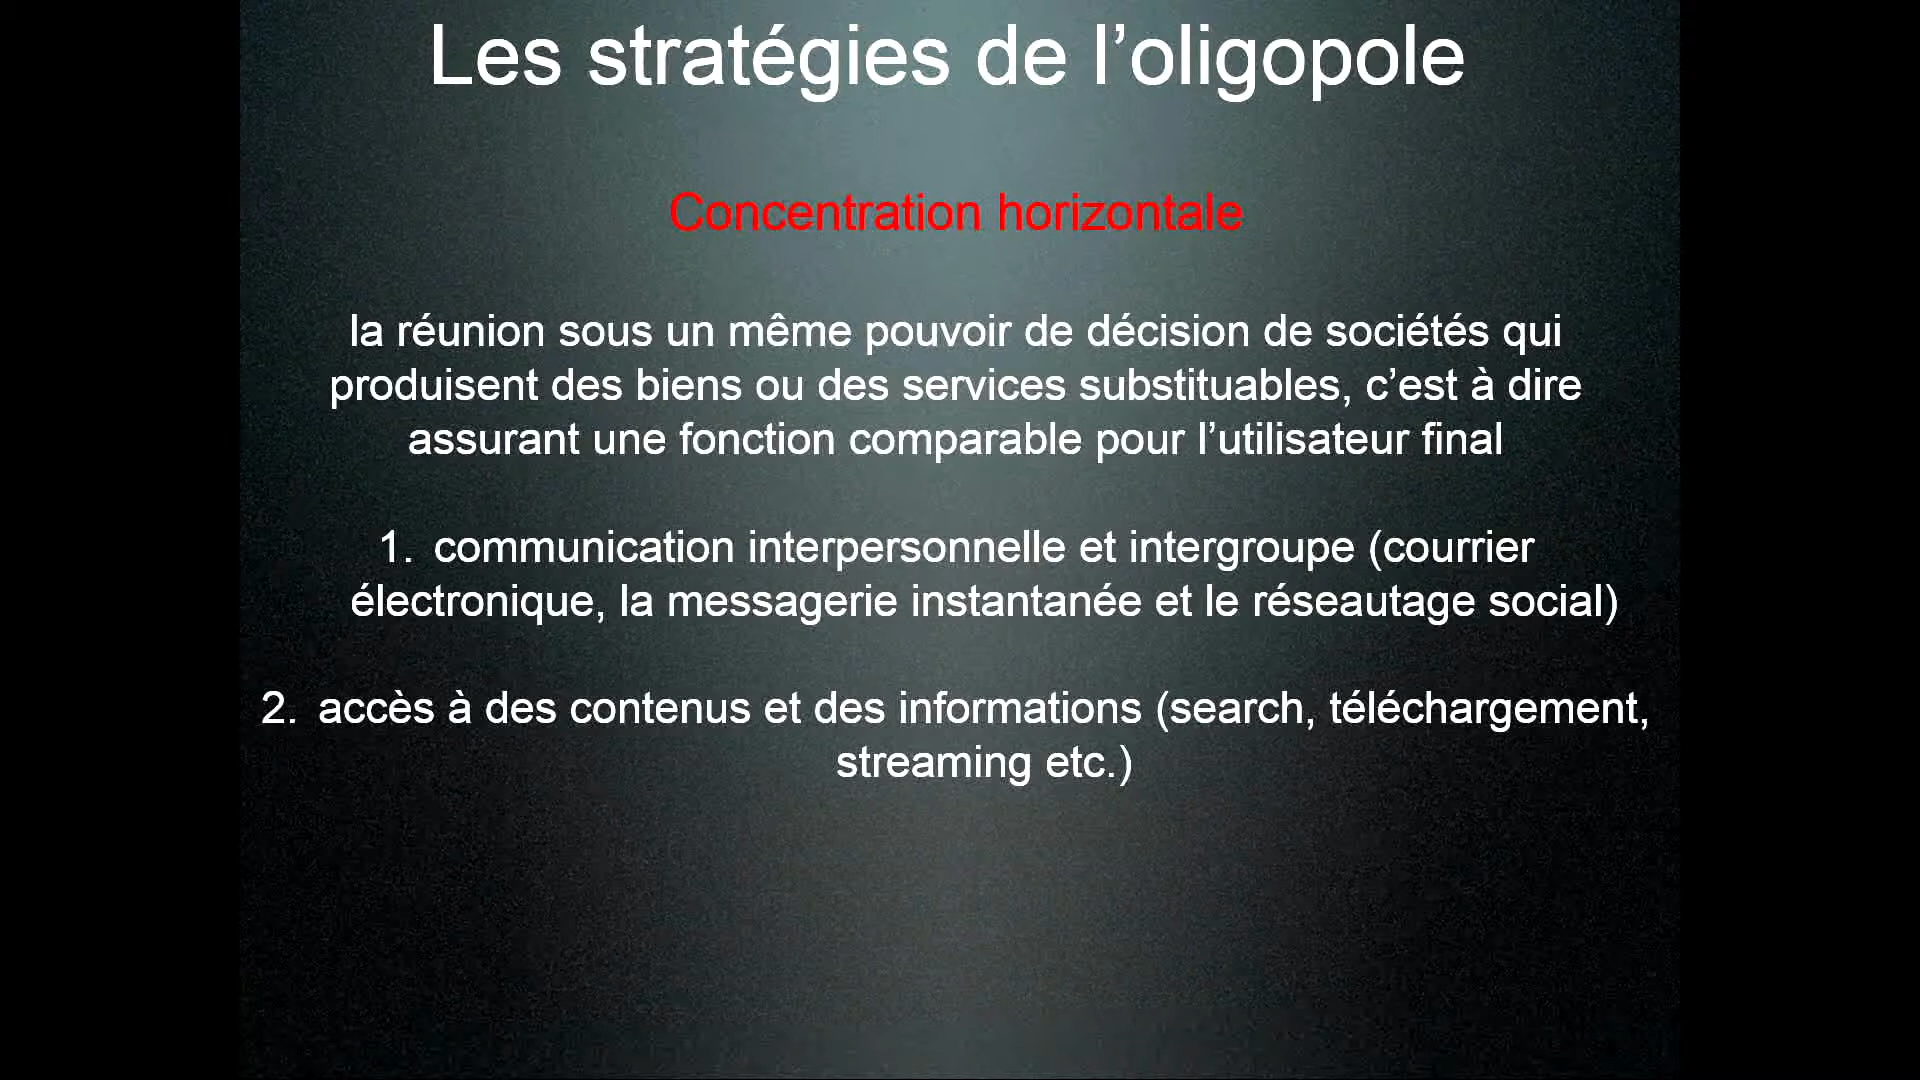 Les stratégies de l’oligopole
Concentration horizontale
la réunion sous un même pouvoir de décision de sociétés qui
produisent des biens ou des services substituables, c’est à dire
assurant une fonction comparable pour l’utilisateur final
1. communication interpersonnelle et intergroupe (courrier
électronique, la messagerie instantanée et le réseautage social)
2. accès à des contenus et des informations (search, téléchargement,
streaming etc.)